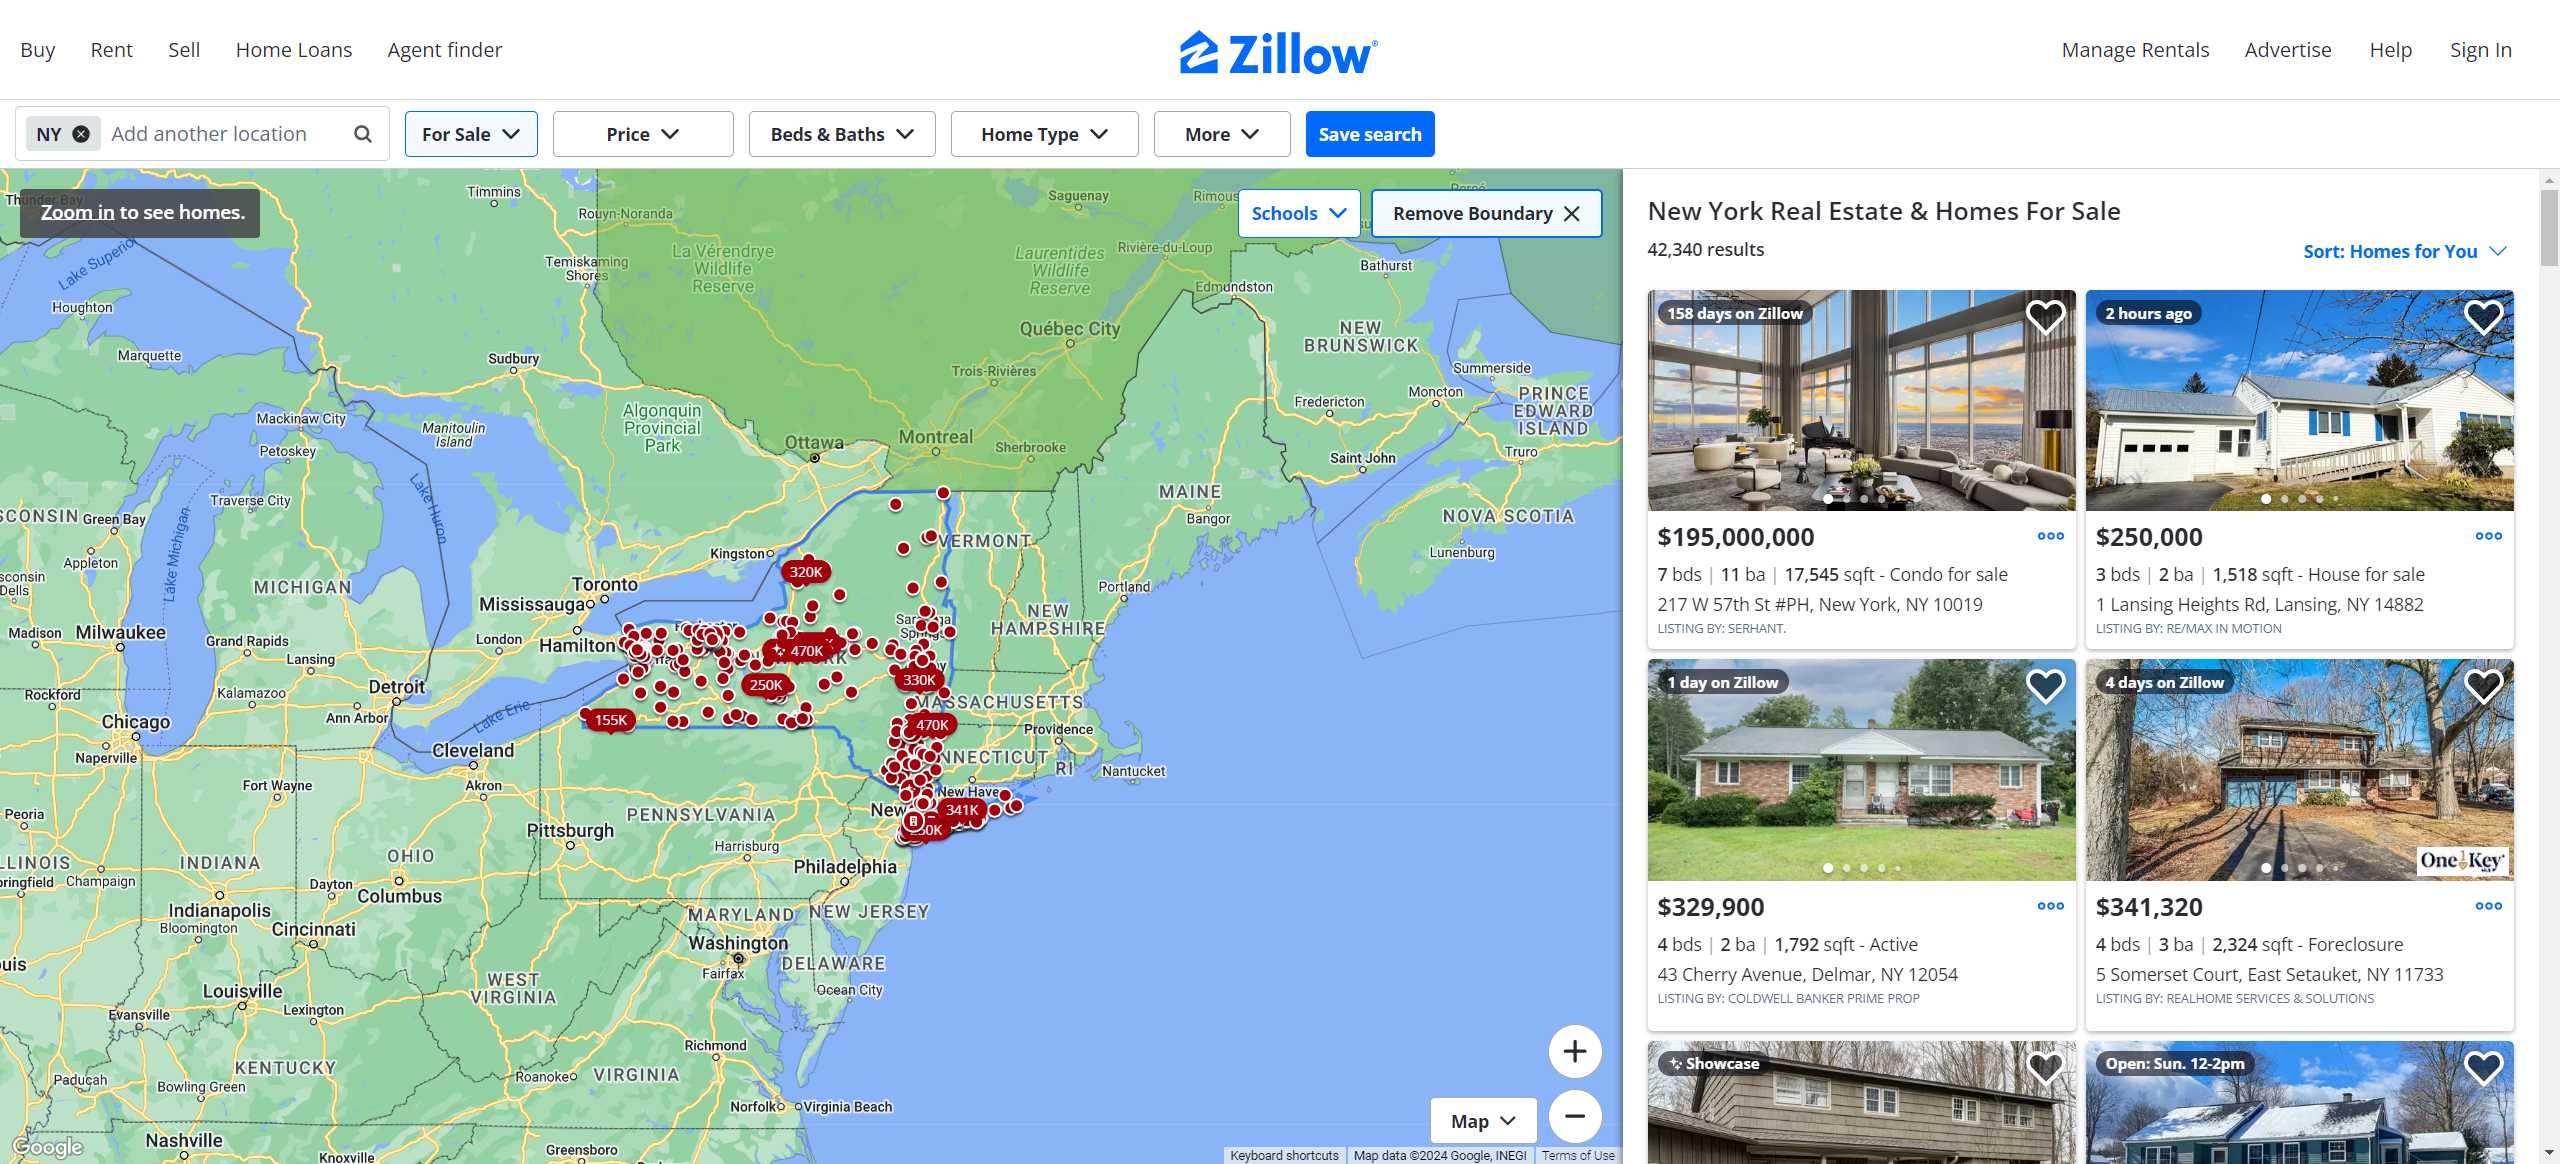 Buy Rent Sell Home Loans Agent finder
Zillow
Manage Rentals Advertise Help Sign In
NY Add another location
For Sale Price Beds & Baths Home Type More Save search
Zoom in to see homes.
Schools Remove Boundary
Timmins
Rouyn-Noranda
Saguenay
La Vérendrye
Wildlife
Reserve
Laurentides
Wildlife
Reserve
Rivière-du-Loup
Temiskaming
Shores
Bathurst
Edmundston
Lake Superior
Houghton
Marquette
Sudbury
Québec City
NEW
BRUNSWICK
Trois-Rivières
Summerside
Moncton
Fredericton
PRINCE
EDWARD
ISLAND
Mackinaw City
Manitoulin
Island
Algonquin
Provincial
Park
Ottawa
Montreal
Sherbrooke
Petoskey
Saint John
Truro
Traverse City
Lake Huron
MAINE
Bangor
NOVA SCOTIA
Green Bay
Appleton
Lake Michigan
Kingston
VERMONT
Lunenburg
MICHIGAN
320K
Toronto
Mississauga
Portland
NEW
HAMPSHIRE
Madison
Milwaukee
Grand Rapids
London
Hamilton
Lansing
470K
Rockford
Kalamazoo
Detroit
250K
330K
MASSACHUSETTS
Ann Arbor
Lake Erie
155K
470K
Chicago
Providence
Cleveland
Naperville
RI
Nantucket
Fort Wayne
Akron
Peoria
PENNSYLVANIA
341K
Pittsburgh
INDIANA
OHIO
Harrisburg
Philadelphia
Champaign
Dayton
Columbus
Indianapolis
MARYLAND
NEW JERSEY
Bloomington
Cincinnati
Washington
Fairfax
DELAWARE
WEST
VIRGINIA
Ocean City
Louisville
Lexington
Evansville
Richmond
KENTUCKY
VIRGINIA
Roanoke
Paducah
Bowling Green
Norfolk
Virginia Beach
Map
Nashville
Knoxville
Greensboro
Google
Keyboard shortcuts Map data ©2024 Google, INEGI Terms of Use
New York Real Estate & Homes For Sale
42,340 results
Sort: Homes for You
158 days on Zillow
$195,000,000
7 bds | 11 ba | 17,545 sqft - Condo for sale
217 W 57th St #PH, New York, NY 10019
LISTING BY: SERHANT.
2 hours ago
$250,000
3 bds | 2 ba | 1,518 sqft - House for sale
1 Lansing Heights Rd, Lansing, NY 14882
LISTING BY: RE/MAX IN MOTION
1 day on Zillow
$329,900
4 bds | 2 ba | 1,792 sqft - Active
43 Cherry Avenue, Delmar, NY 12054
LISTING BY: COLDWELL BANKER PRIME PROP
4 days on Zillow
One Key
$341,320
4 bds | 3 ba | 2,324 sqft - Foreclosure
5 Somerset Court, East Setauket, NY 11733
LISTING BY: REALHOME SERVICES & SOLUTIONS
Showcase
Open: Sun. 12-2pm